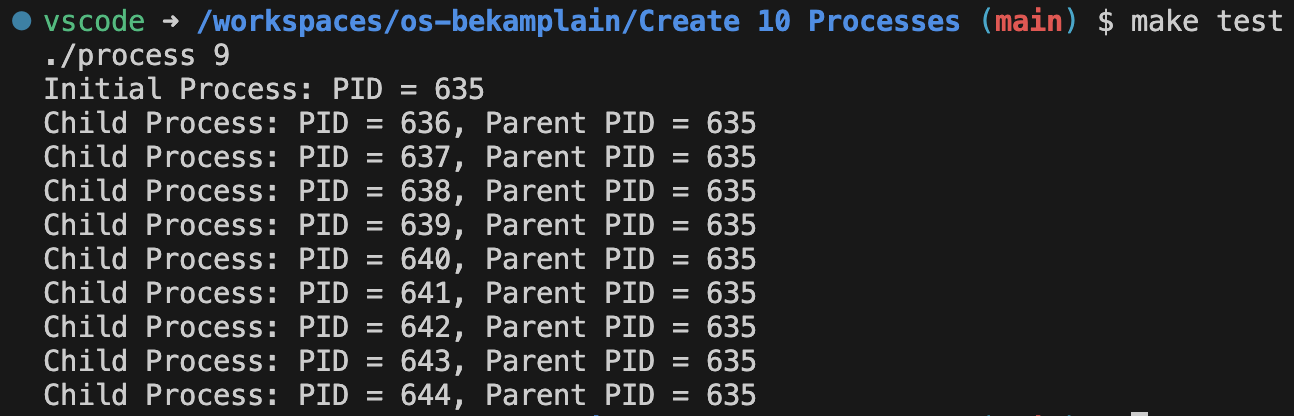 vscode ➜ /workspaces/os-bekamplain/Create 10 Processes (main) $ make test
./process 9
Initial Process: PID = 635
Child Process: PID = 636, Parent PID = 635
Child Process: PID = 637, Parent PID = 635
Child Process: PID = 638, Parent PID = 635
Child Process: PID = 639, Parent PID = 635
Child Process: PID = 640, Parent PID = 635
Child Process: PID = 641, Parent PID = 635
Child Process: PID = 642, Parent PID = 635
Child Process: PID = 643, Parent PID = 635
Child Process: PID = 644, Parent PID = 635